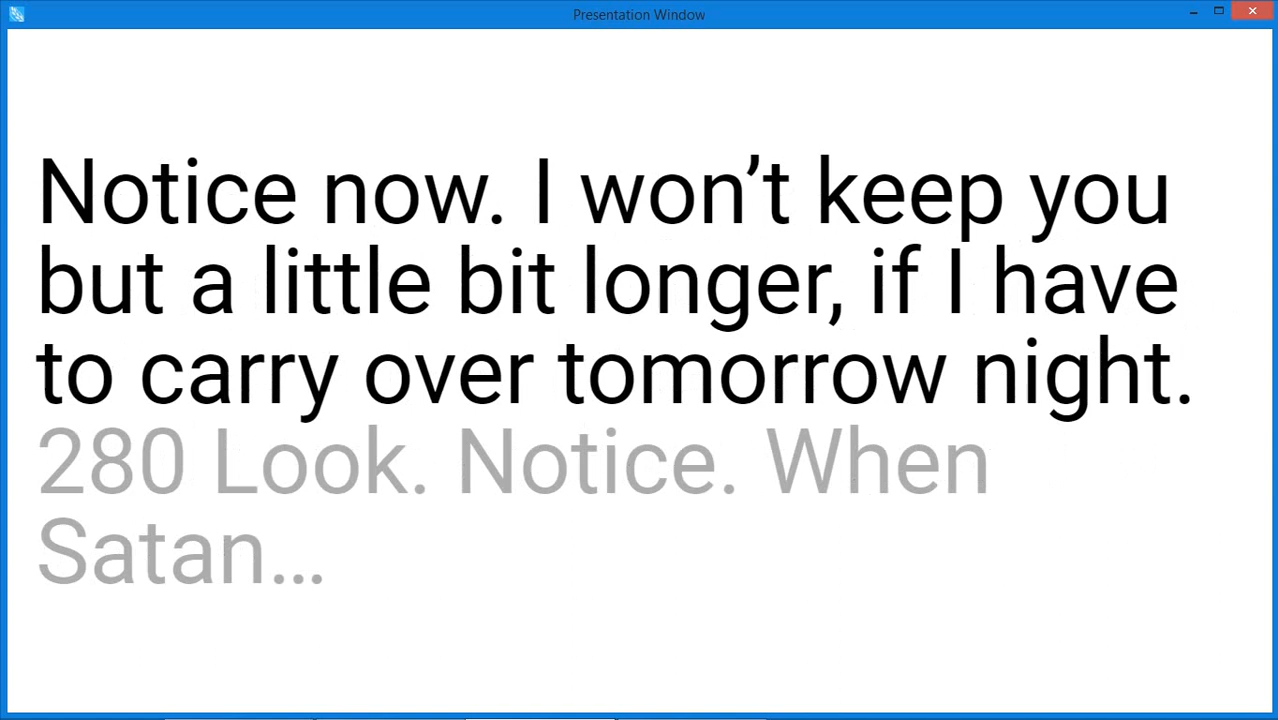 Presentation Window
Notice now. I won’t keep you
but a little bit longer, if I have
to carry over tomorrow night.
280 Look. Notice. When
Satan…